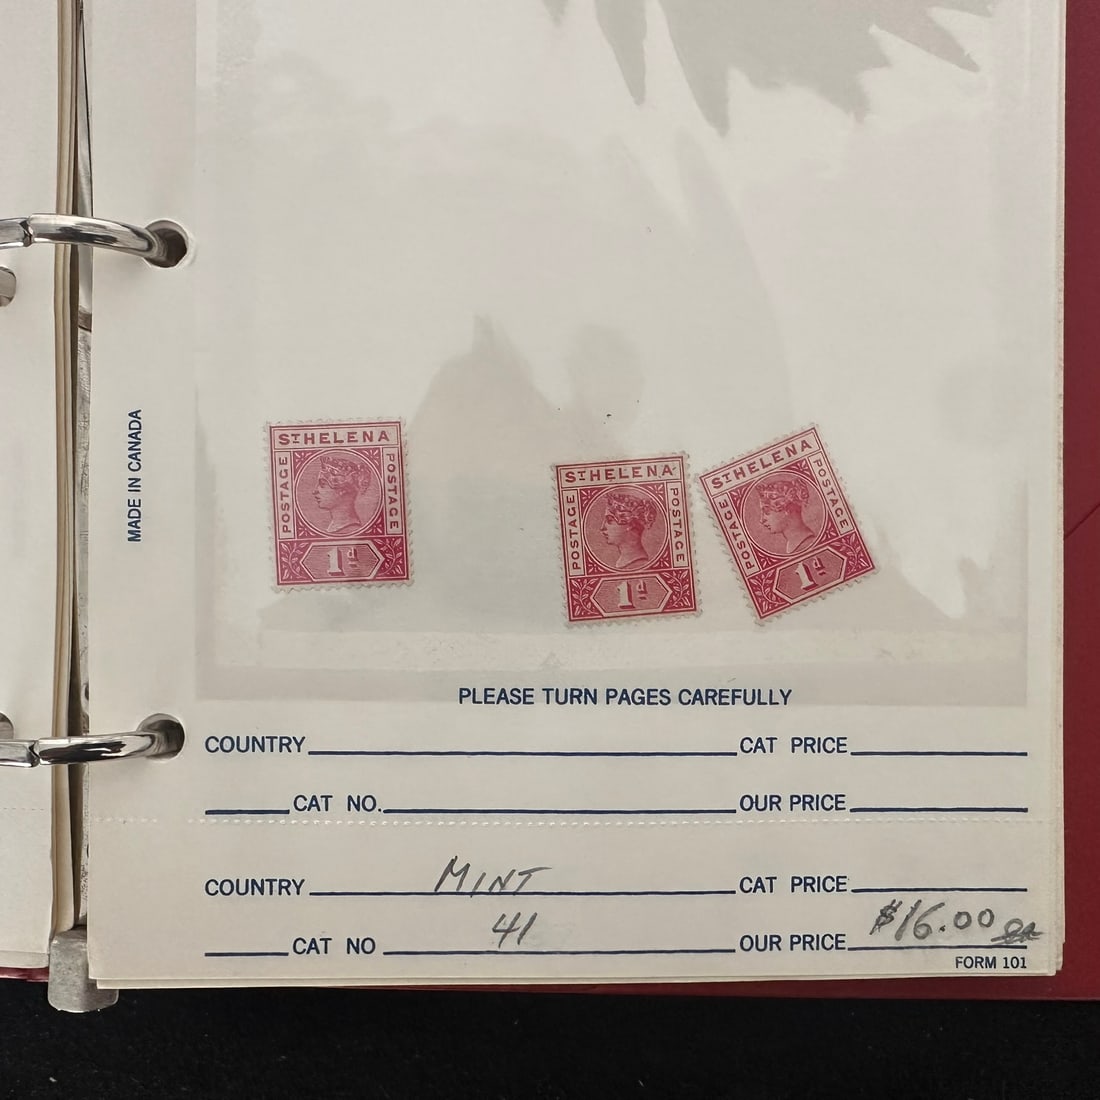 MADE IN CANADA
ST HELENA
POSTAGE
POSTAGE
1d
ST HELENA
POSTAGE
POSTAGE
1d
ST HELENA
POSTAGE
POSTAGE
1d
PLEASE TURN PAGES CAREFULLY
COUNTRY CAT PRICE
CAT NO. OUR PRICE
COUNTRY MINT CAT PRICE
CAT NO 41 OUR PRICE $16.00 ea
FORM 101